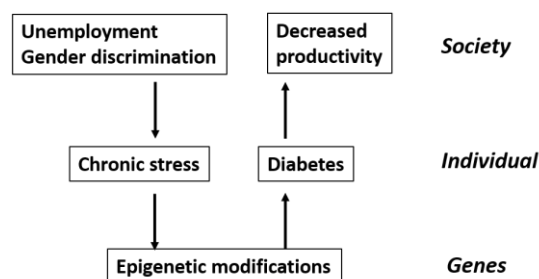 Unemployment
Gender discrimination
Decreased
productivity
Society
Chronic stress
Diabetes
Individual
Epigenetic modifications
Genes